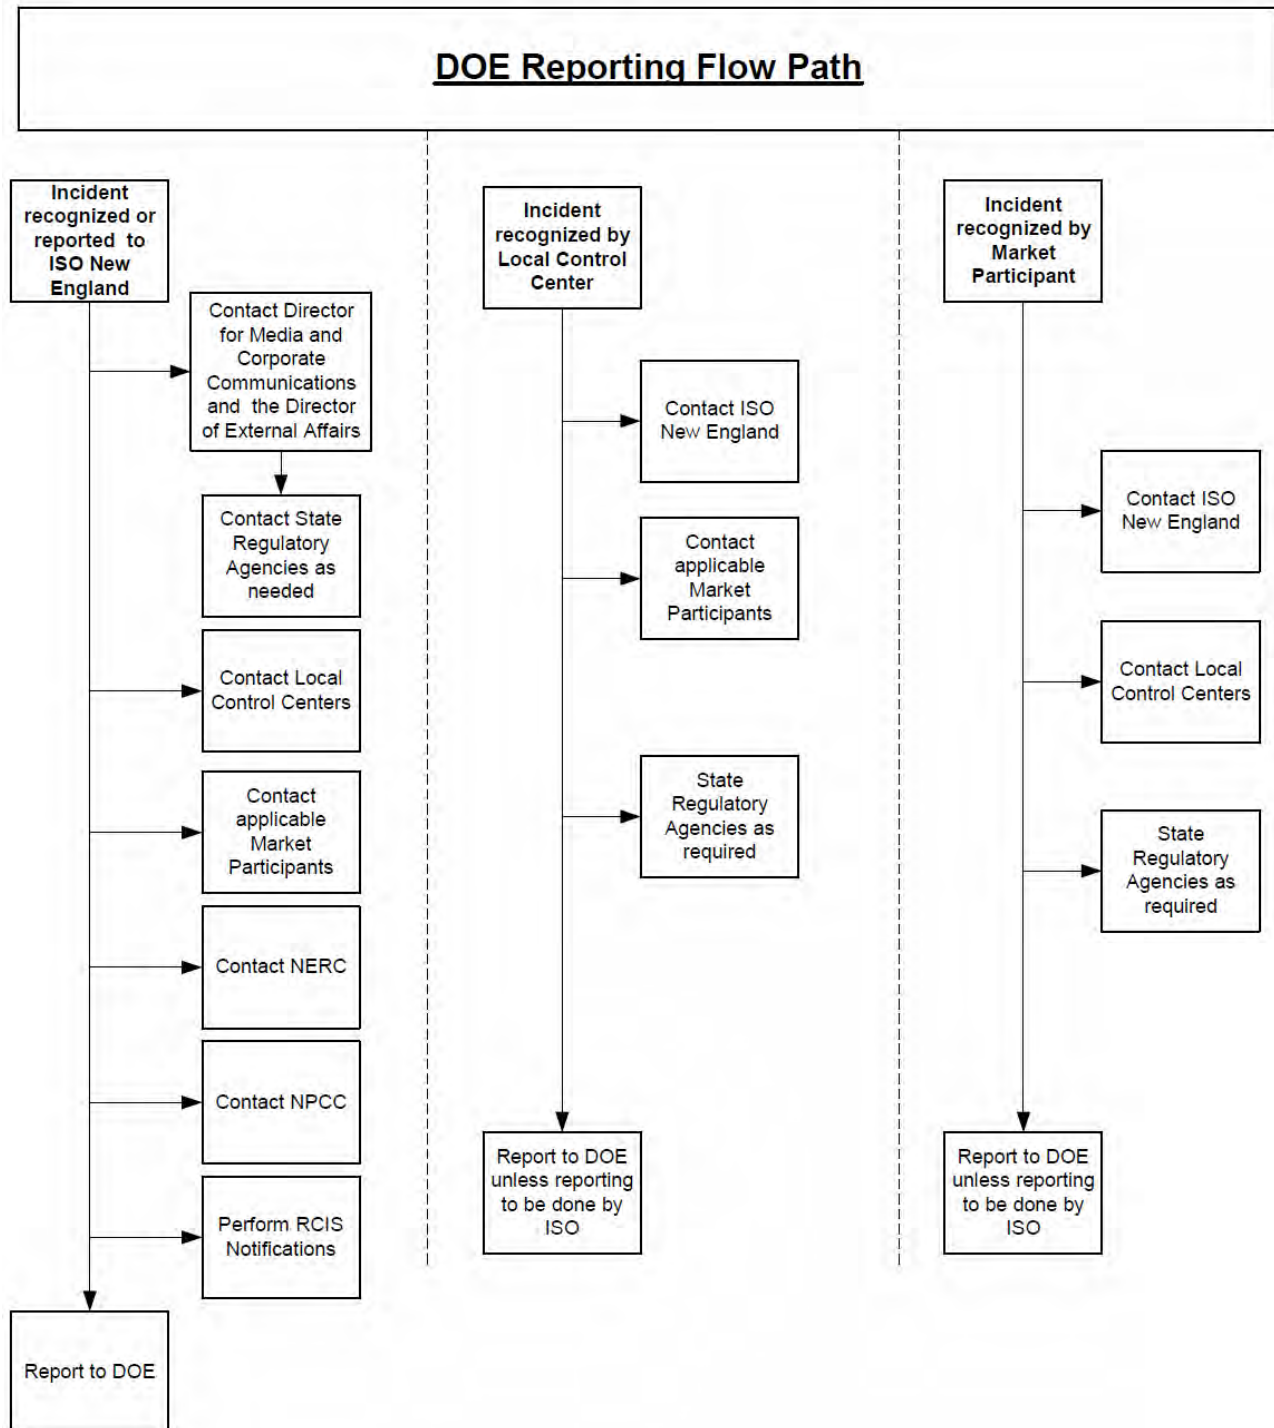 DOE Reporting Flow Path
Incident
recognized or
reported to
ISO New
England
Contact Director
for Media and
Corporate
Communications
and the Director
of External Affairs
Contact State
Regulatory
Agencies as
needed
Contact Local
Control Centers
Contact
applicable
Market
Participants
Contact NERC
Contact NPCC
Perform RCIS
Notifications
Report to DOE
Incident
recognized by
Local Control
Center
Contact ISO
New England
Contact
applicable
Market
Participants
State
Regulatory
Agencies as
required
Report to DOE
unless reporting
to be done by
ISO
Incident
recognized by
Market
Participant
Contact ISO
New England
Contact Local
Control Centers
State
Regulatory
Agencies as
required
Report to DOE
unless reporting
to be done by
ISO